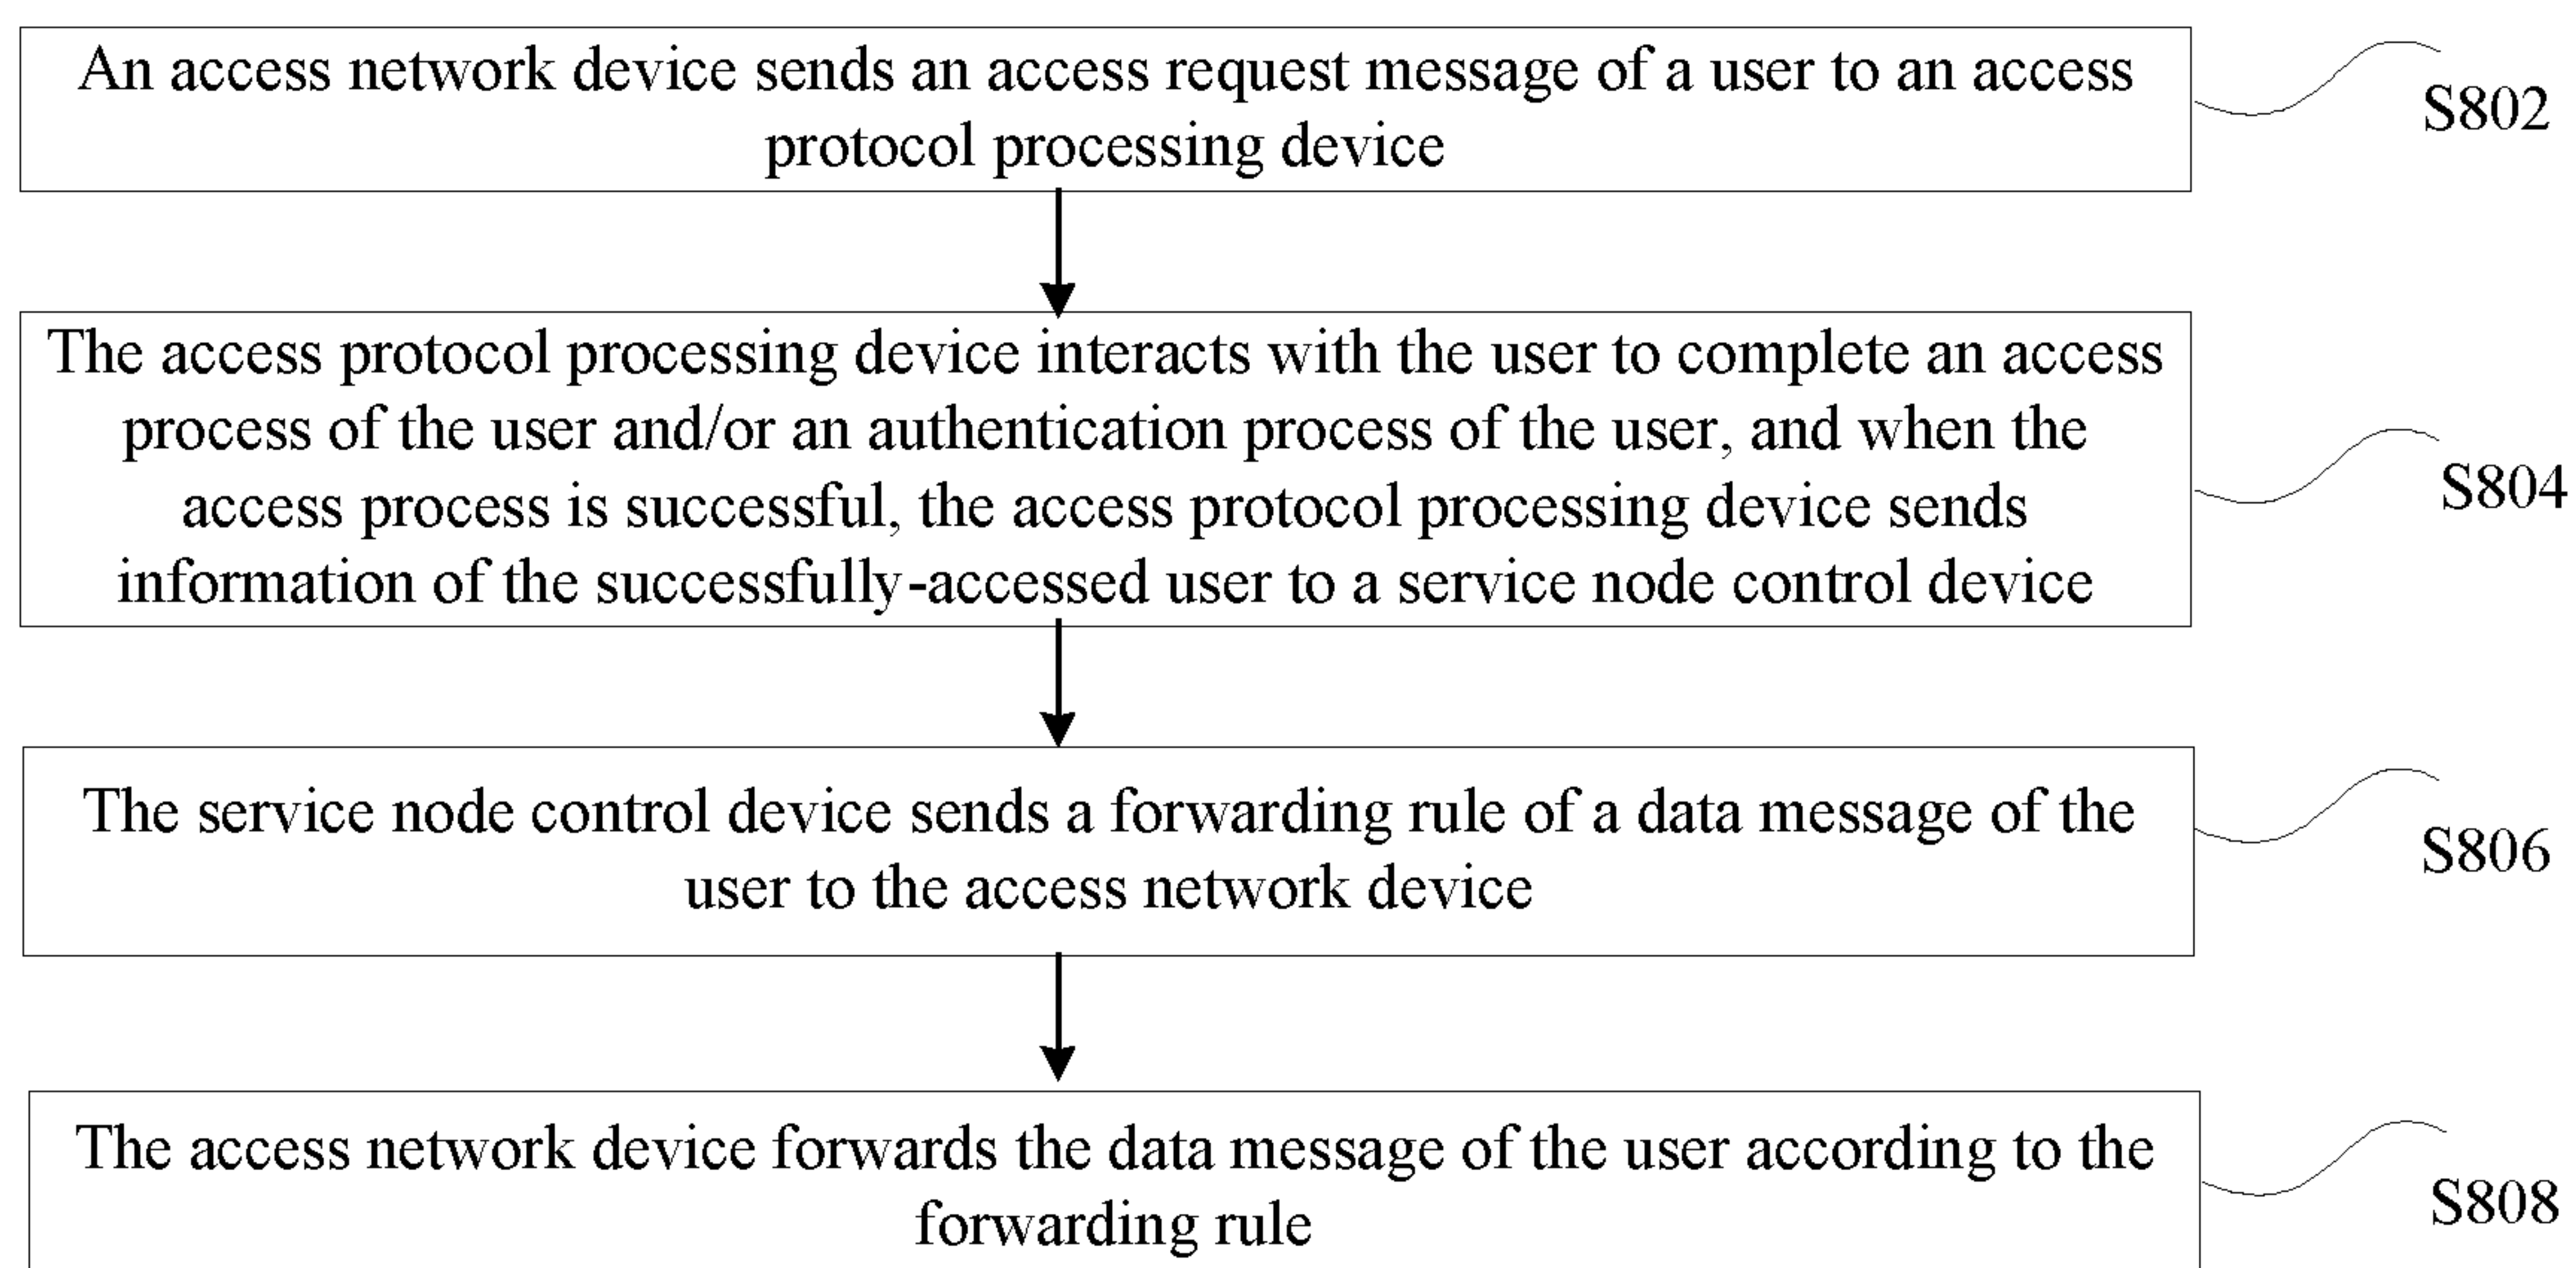 An access network device sends an access request message of a user to an access
protocol processing device
S802
The access protocol processing device interacts with the user to complete an access
process of the user and/or an authentication process of the user, and when the
access process is successful, the access protocol processing device sends
information of the successfully-accessed user to a service node control device
S804
The service node control device sends a forwarding rule of a data message of the
user to the access network device
S806
The access network device forwards the data message of the user according to the
forwarding rule
S808